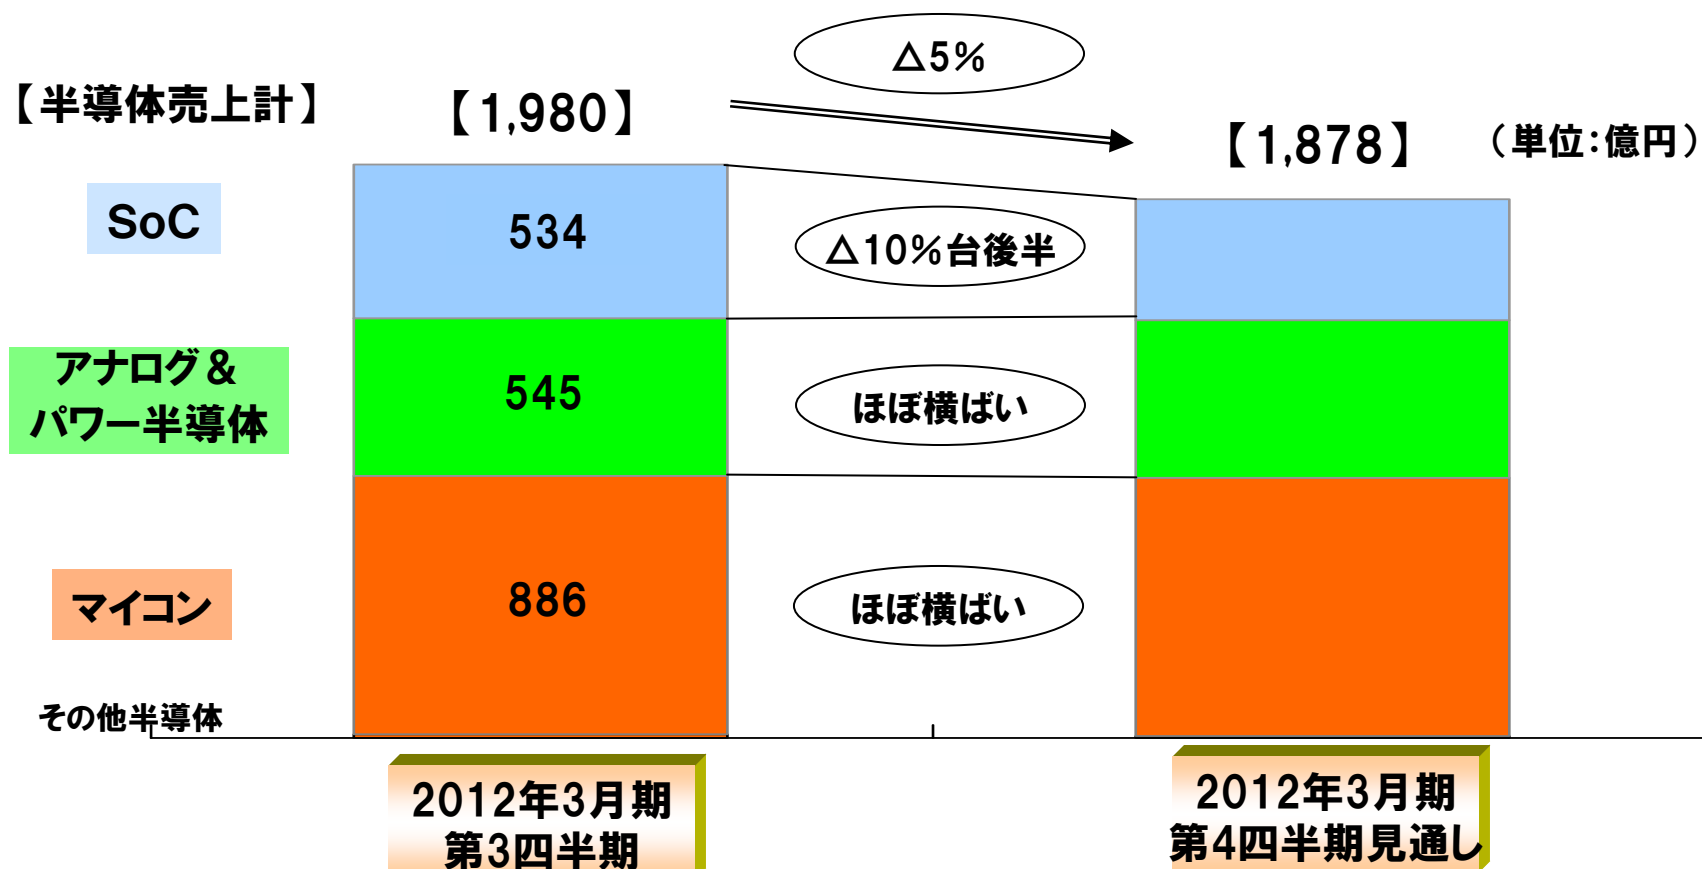 △5%
【半導体売上計】
【1,980】
【1,878】
（単位：億円）
SoC
534
△10%台後半
アナログ＆
パワー半導体
545
ほぼ横ばい
マイコン
886
ほぼ横ばい
その他半導体
2012年3月期
第3四半期
2012年3月期
第4四半期見通し